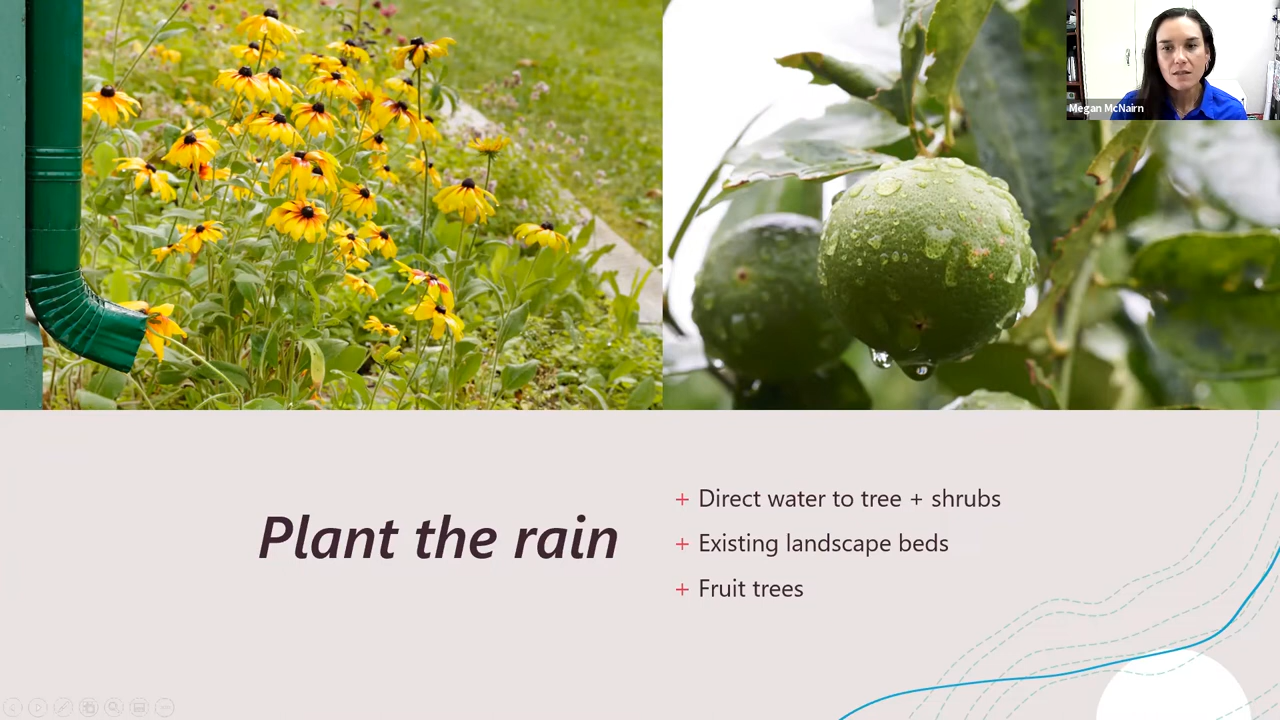 Megan McNairn
Plant the rain
+ Direct water to tree + shrubs
+ Existing landscape beds
+ Fruit trees